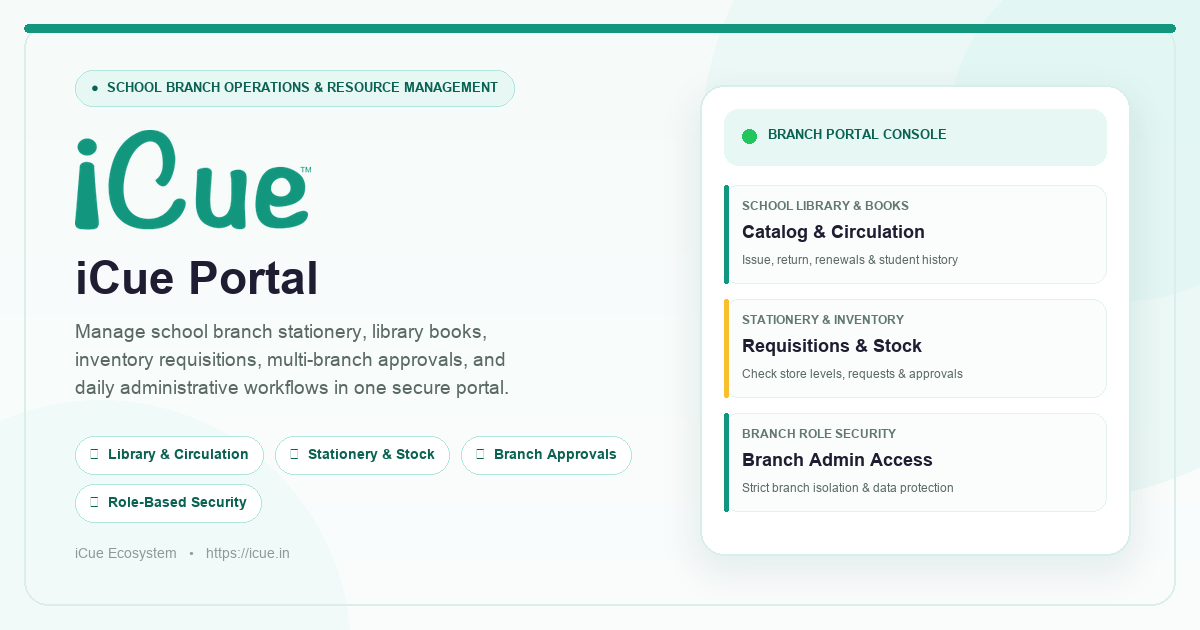 ● SCHOOL BRANCH OPERATIONS & RESOURCE MANAGEMENT
iCue™
iCue Portal
Manage school branch stationery, library books,
inventory requisitions, multi-branch approvals, and
daily administrative workflows in one secure portal.
Library & Circulation
Stationery & Stock
Branch Approvals
Role-Based Security
iCue Ecosystem • https://icue.in
BRANCH PORTAL CONSOLE
SCHOOL LIBRARY & BOOKS
Catalog & Circulation
Issue, return, renewals & student history
STATIONERY & INVENTORY
Requisitions & Stock
Check store levels, requests & approvals
BRANCH ROLE SECURITY
Branch Admin Access
Strict branch isolation & data protection